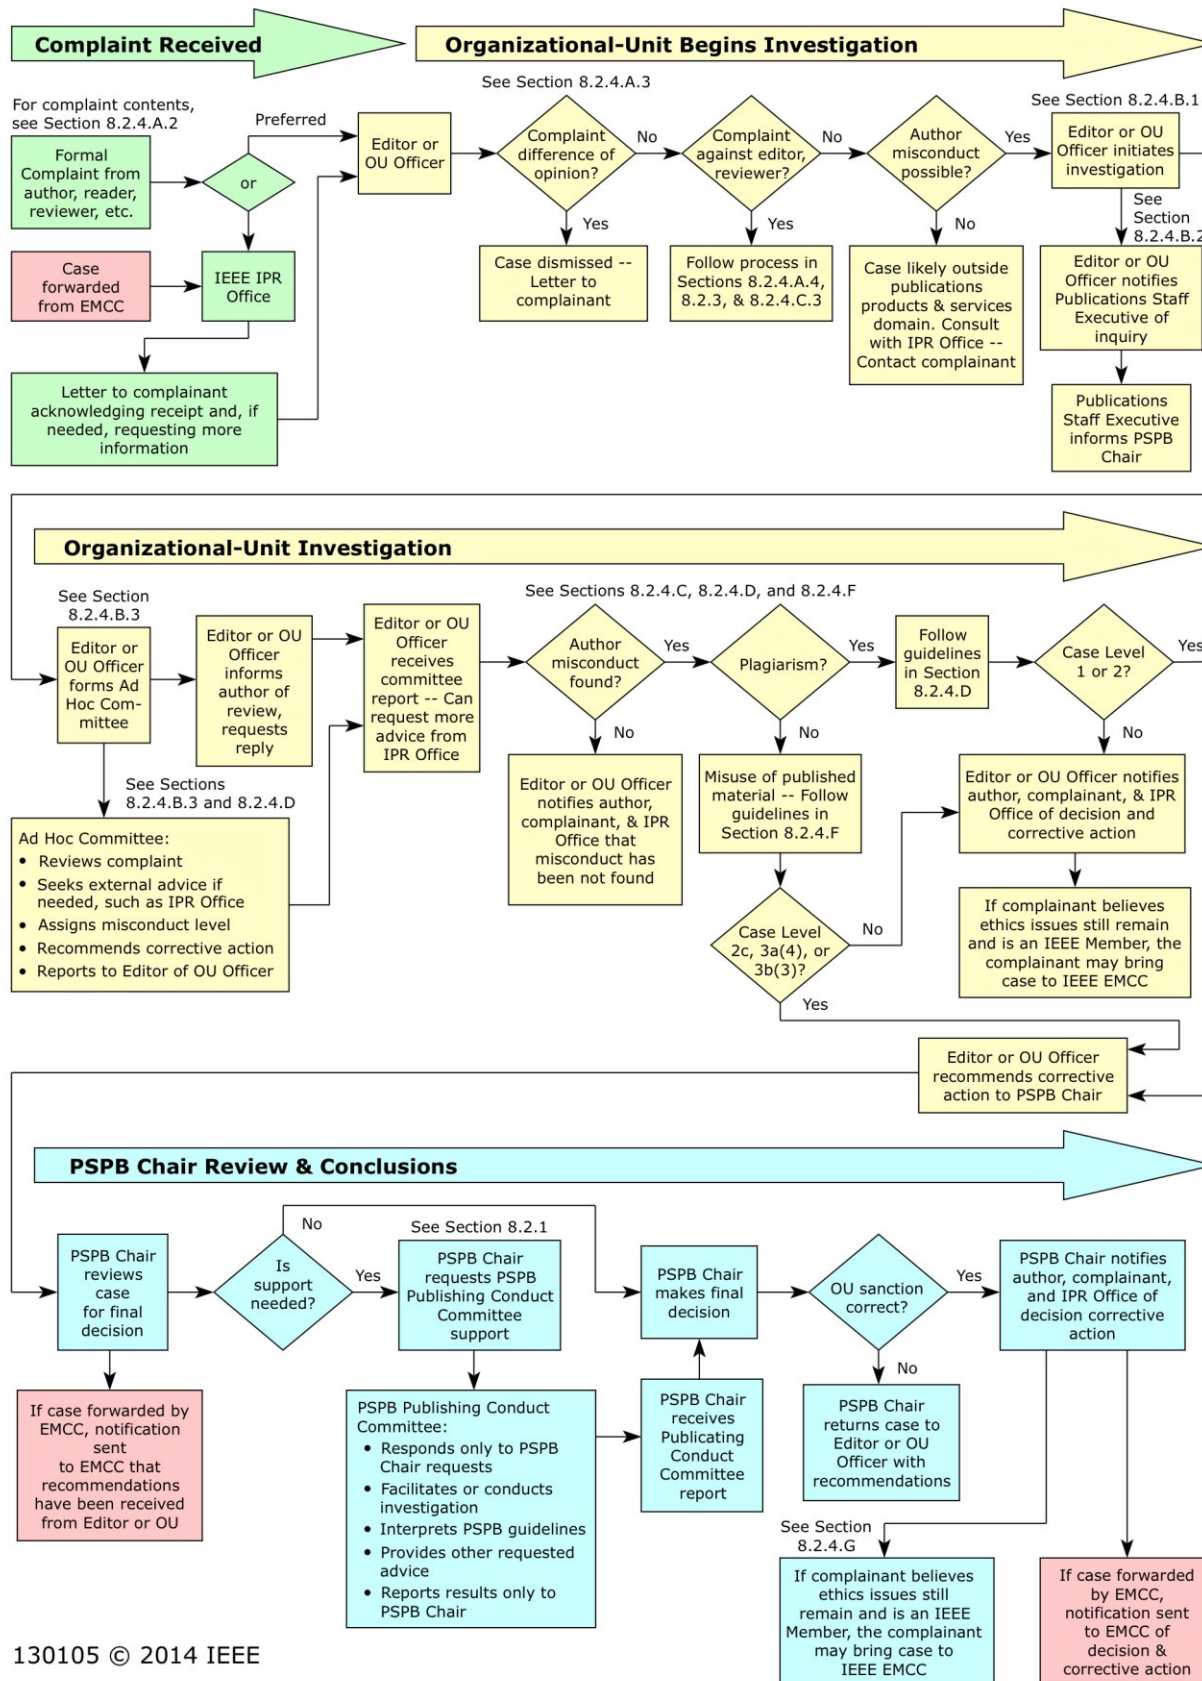 Complaint Received
Organizational-Unit Begins Investigation
For complaint contents,
see Section 8.2.4.A.2
Formal
Complaint from
author, reader,
reviewer, etc.
or
Preferred
Case
forwarded
from EMCC
IEEE IPR
Office
Letter to complainant
acknowledging receipt and, if
needed, requesting more
information
Editor or
OU Officer
See Section 8.2.4.A.3
Complaint
difference of
opinion?
No
Yes
Case dismissed --
Letter to
complainant
Complaint
against editor,
reviewer?
No
Yes
Follow process in
Sections 8.2.4.A.4,
8.2.3, & 8.2.4.C.3
Author
misconduct
possible?
Yes
No
Case likely outside
publications
products & services
domain. Consult
with IPR Office --
Contact complainant
See Section 8.2.4.B.1
Editor or OU
Officer initiates
investigation
See
Section
8.2.4.B.2
Editor or OU
Officer notifies
Publications Staff
Executive of
inquiry
Publications
Staff Executive
informs PSPB
Chair
Organizational-Unit Investigation
See Section
8.2.4.B.3
Editor or
OU Officer
forms Ad
Hoc Com-
mittee
Editor or OU
Officer
informs
author of
review,
requests
reply
See Sections
8.2.4.B.3 and 8.2.4.D
Ad Hoc Committee:
• Reviews complaint
• Seeks external advice if
needed, such as IPR Office
• Assigns misconduct level
• Recommends corrective action
• Reports to Editor of OU Officer
Editor or OU
Officer
receives
committee
report -- Can
request more
advice from
IPR Office
See Sections 8.2.4.C, 8.2.4.D, and 8.2.4.F
Author
misconduct
found?
Yes
No
Editor or OU Officer
notifies author,
complainant, & IPR
Office that
misconduct has
been not found
Plagiarism?
Yes
No
Misuse of published
material -- Follow
guidelines in
Section 8.2.4.F
Case Level
2c, 3a(4), or
3b(3)?
No
Yes
Follow
guidelines
in Section
8.2.4.D
Case Level
1 or 2?
Yes
No
Editor or OU Officer notifies
author, complainant, & IPR
Office of decision and
corrective action
If complainant believes
ethics issues still remain
and is an IEEE Member, the
complainant may bring
case to IEEE EMCC
Editor or OU Officer
recommends corrective
action to PSPB Chair
PSPB Chair Review & Conclusions
PSPB Chair
reviews
case
for final
decision
If case forwarded by
EMCC, notification
sent
to EMCC that
recommendations
have been received
from Editor or OU
Is
support
needed?
No
Yes
See Section 8.2.1
PSPB Chair
requests PSPB
Publishing Conduct
Committee
support
PSPB Publishing Conduct
Committee:
• Responds only to PSPB
Chair requests
• Facilitates or conducts
investigation
• Interprets PSPB guidelines
• Provides other requested
advice
• Reports results only to
PSPB Chair
PSPB Chair
makes final
decision
PSPB Chair
receives
Publicating
Conduct
Committee
report
OU sanction
correct?
Yes
No
PSPB Chair
returns case to
Editor or OU
Officer with
recommendations
PSPB Chair notifies
author, complainant,
and IPR Office of
decision corrective
action
See Section
8.2.4.G
If complainant believes
ethics issues still
remain and is an IEEE
Member, the complainant
may bring case to
IEEE EMCC
If case forwarded
by EMCC,
notification sent
to EMCC of
decision &
corrective action
130105 © 2014 IEEE